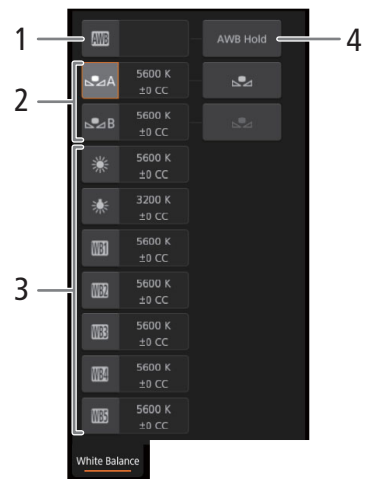 1 AWB AWB Hold 4
2
A 5600 K
±0 CC
B 5600 K
±0 CC
3
5600 K
±0 CC
3200 K
±0 CC
WB1 5600 K
±0 CC
WB2 5600 K
±0 CC
WB3 5600 K
±0 CC
WB4 5600 K
±0 CC
WB5 5600 K
±0 CC
White Balance